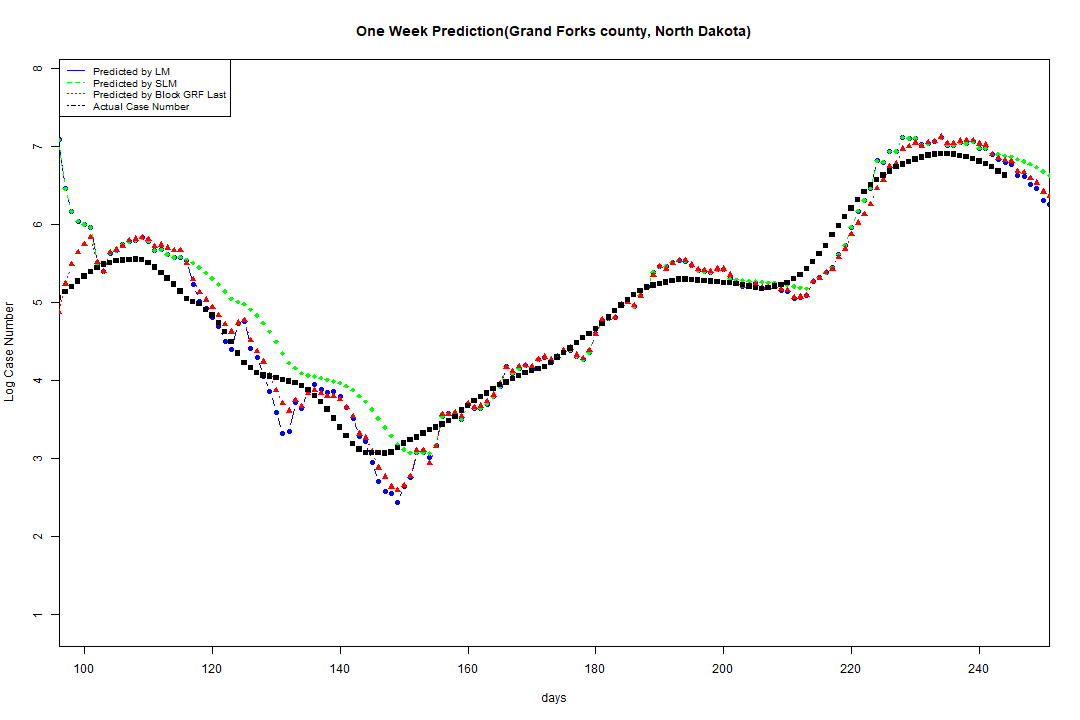 One Week Prediction(Grand Forks county, North Dakota)
Predicted by LM
Predicted by SLM
Predicted by Block GRF Last
Actual Case Number
Log Case Number
8
7
6
5
4
3
2
1
100 120 140 160 180 200 220 240
days